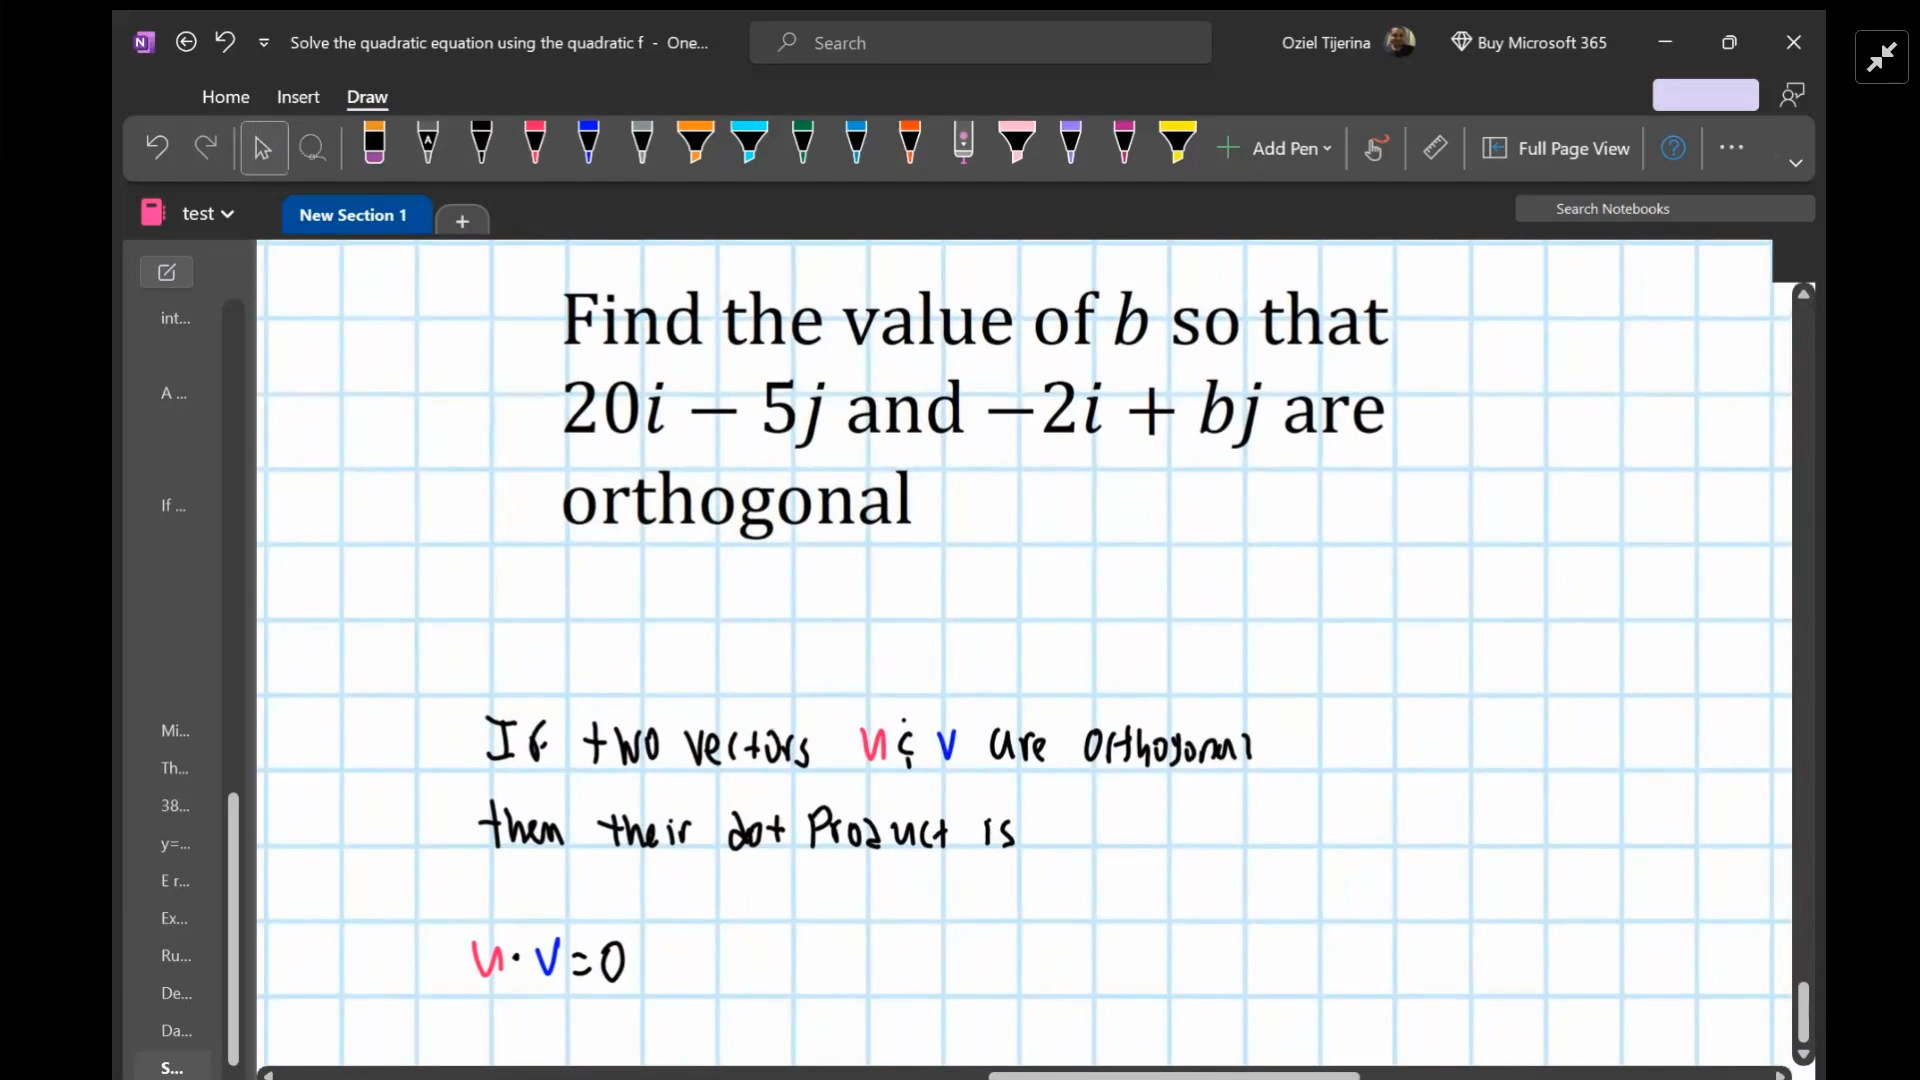 Solve the quadratic equation using the quadratic f - One...
Search
Oziel Tijerina
Buy Microsoft 365
Home Insert Draw
Add Pen
Full Page View
test
New Section 1
Search Notebooks
int...
A ...
If ...
Mi...
Th...
38...
y=...
E r...
Ex...
Ru...
De...
Da...
S...
Find the value of b so that
20i − 5j and −2i + bj are
orthogonal
If two vectors u & v are orthogonal
then their dot Product is
u · v = 0